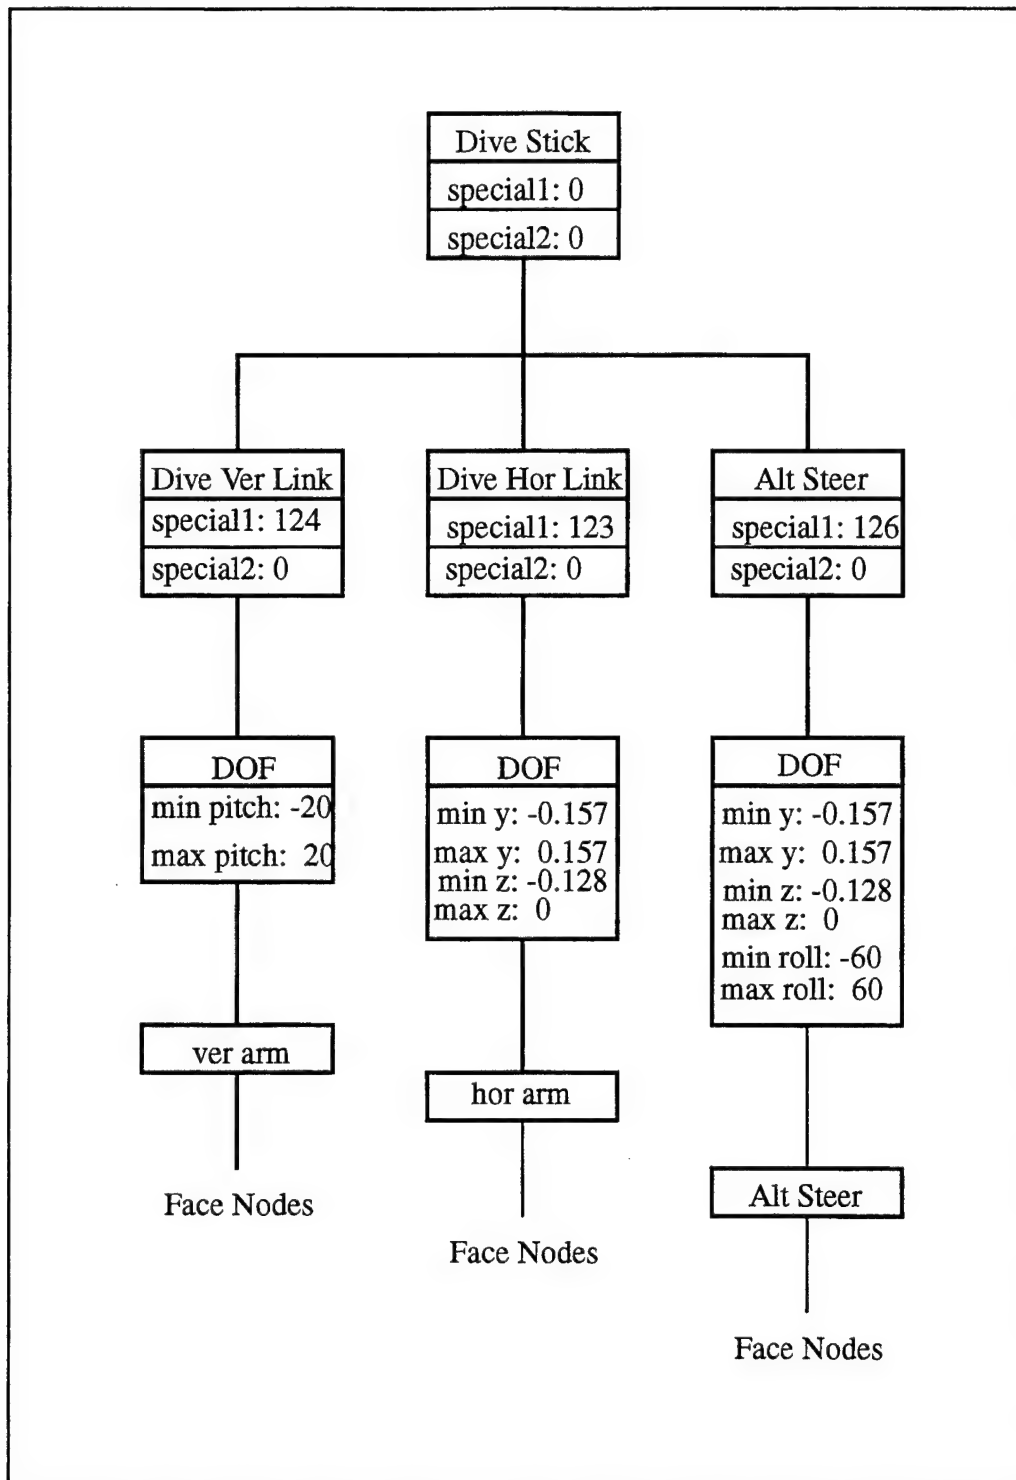 Dive Stick
special1: 0
special2: 0
Dive Ver Link
special1: 124
special2: 0
Dive Hor Link
special1: 123
special2: 0
Alt Steer
special1: 126
special2: 0
DOF
min pitch: -20
max pitch: 20
DOF
min y: -0.157
max y: 0.157
min z: -0.128
max z: 0
DOF
min y: -0.157
max y: 0.157
min z: -0.128
max z: 0
min roll: -60
max roll: 60
ver arm
Face Nodes
hor arm
Face Nodes
Alt Steer
Face Nodes